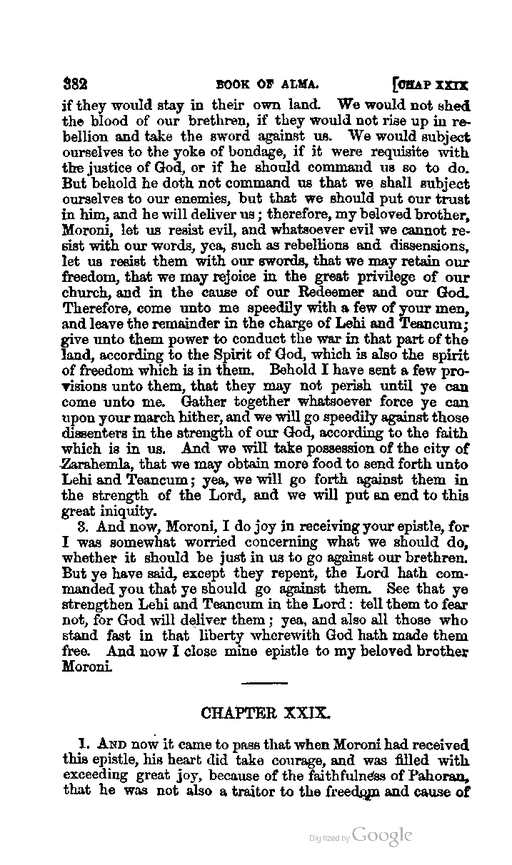 382 BOOK OF ALMA. [CHAP XXIX
if they would stay in their own land. We would not shed
the blood of our brethren, if they would not rise up in re-
bellion and take the sword against us. We would subject
ourselves to the yoke of bondage, if it were requisite with
the justice of God, or if he should command us so to do.
But behold he doth not command us that we shall subject
ourselves to our enemies, but that we should put our trust
in him, and he will deliver us; therefore, my beloved brother,
Moroni, let us resist evil, and whatsoever evil we cannot re-
sist with our words, yea, such as rebellions and dissensions,
let us resist them with our swords, that we may retain our
freedom, that we may rejoice in the great privilege of our
church, and in the cause of our Redeemer and our God.
Therefore, come unto me speedily with a few of your men,
and leave the remainder in the charge of Lehi and Teancum;
give unto them power to conduct the war in that part of the
land, according to the Spirit of God, which is also the spirit
of freedom which is in them. Behold I have sent a few pro-
visions unto them, that they may not perish until ye can
come unto me. Gather together whatsoever force ye can
upon your march hither, and we will go speedily against those
dissenters in the strength of our God, according to the faith
which is in us. And we will take possession of the city of
Zarahemla, that we may obtain more food to send forth unto
Lehi and Teancum; yea, we will go forth against them in
the strength of the Lord, and we will put an end to this
great iniquity.
3. And now, Moroni, I do joy in receiving your epistle, for
I was somewhat worried concerning what we should do,
whether it should be just in us to go against our brethren.
But ye have said, except they repent, the Lord hath com-
manded you that ye should go against them. See that ye
strengthen Lehi and Teancum in the Lord: tell them to fear
not, for God will deliver them; yea, and also all those who
stand fast in that liberty wherewith God hath made them
free. And now I close mine epistle to my beloved brother
Moroni.
CHAPTER XXIX.
1. AND now it came to pass that when Moroni had received
this epistle, his heart did take courage, and was filled with
exceeding great joy, because of the faithfulness of Pahoran,
that he was not also a traitor to the freedom and cause of
Digitized by Google